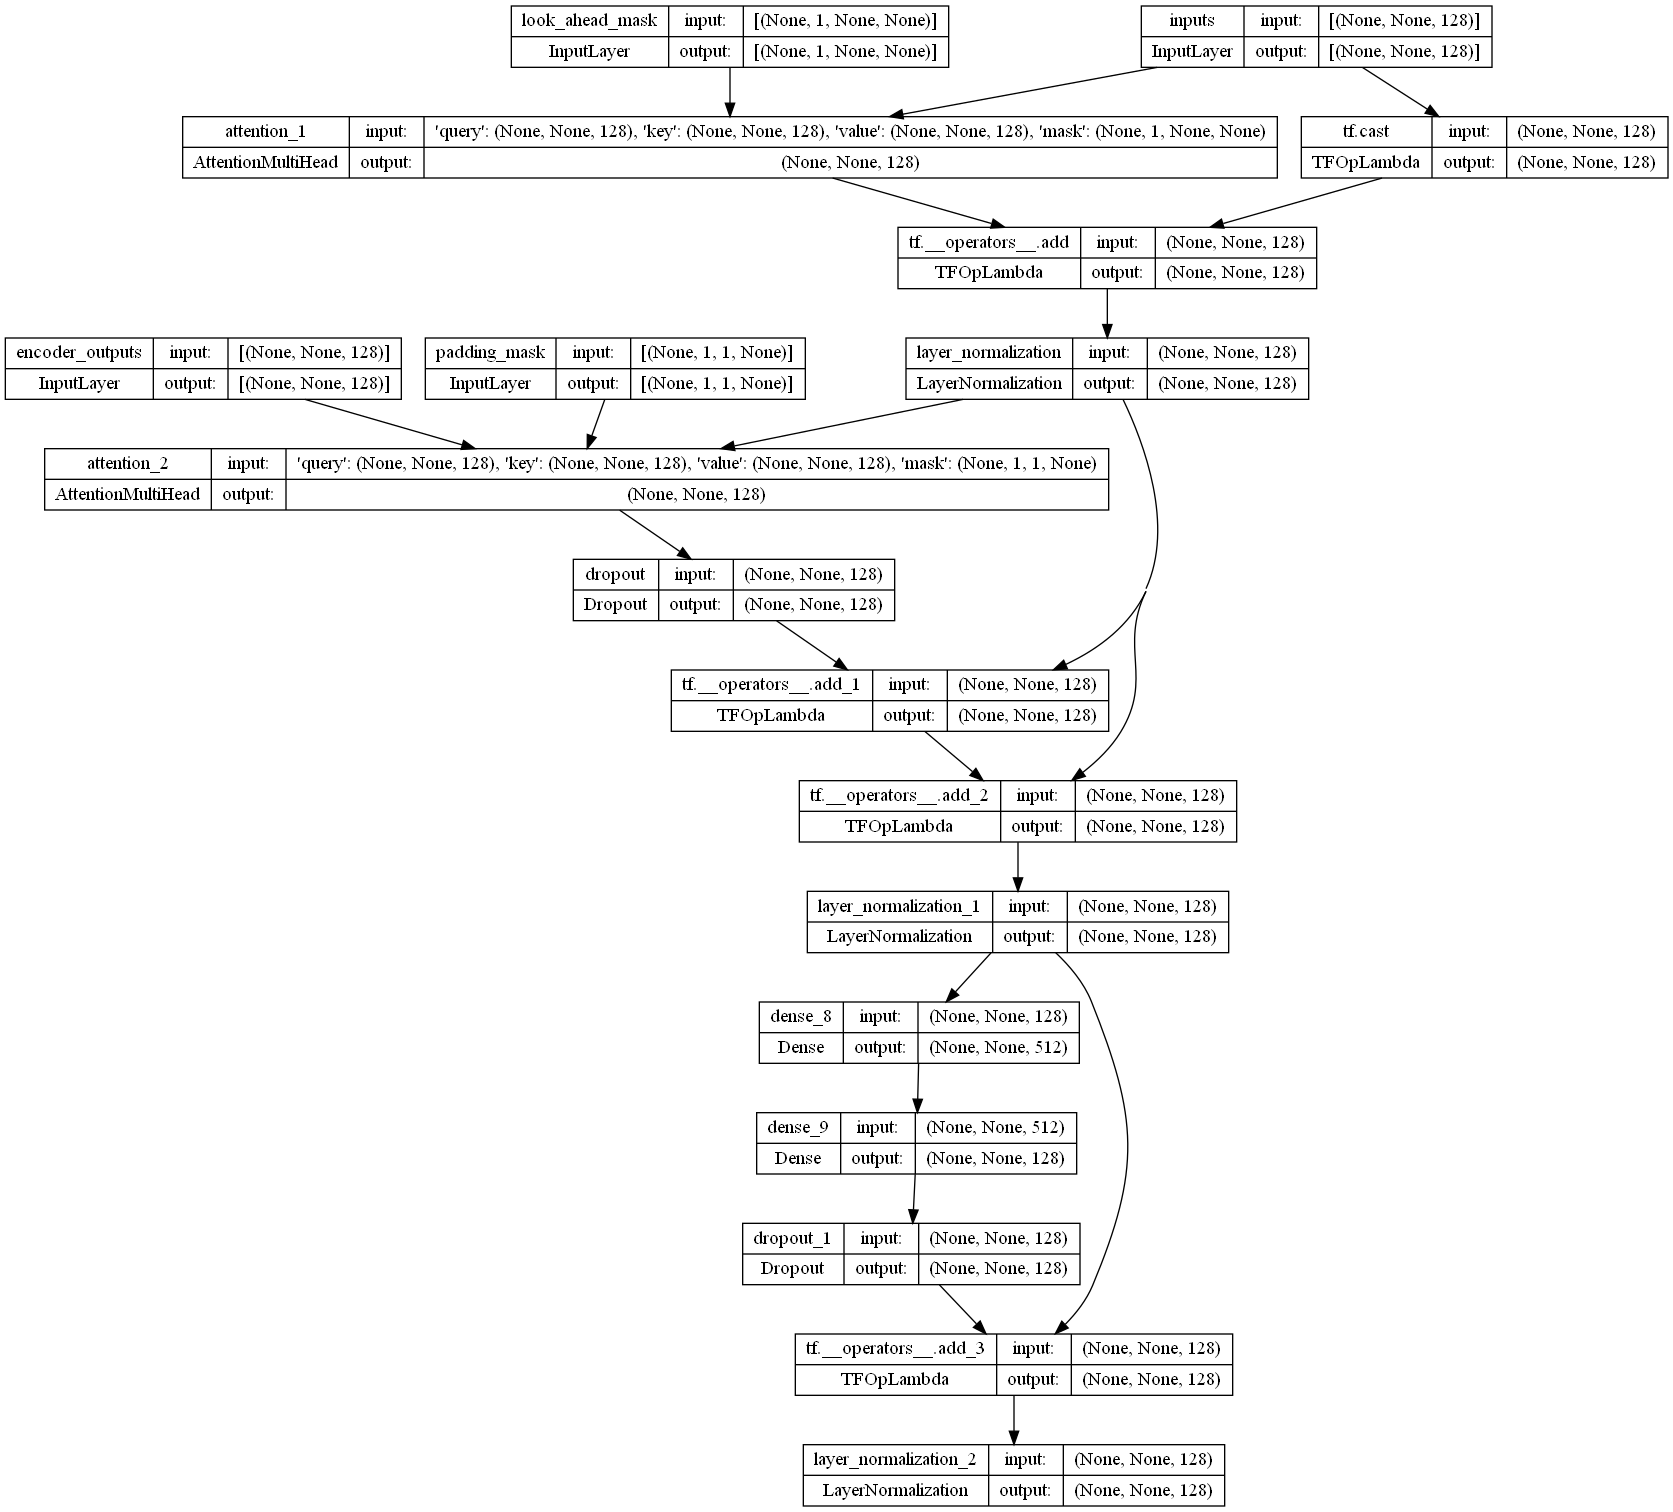 look_ahead_mask input: [(None, 1, None, None)]
InputLayer output: [(None, 1, None, None)]
inputs input: [(None, None, 128)]
InputLayer output: [(None, None, 128)]
attention_1 input: 'query': (None, None, 128), 'key': (None, None, 128), 'value': (None, None, 128), 'mask': (None, 1, None, None)
AttentionMultiHead output: (None, None, 128)
tf.cast input: (None, None, 128)
TFOpLambda output: (None, None, 128)
tf.__operators__.add input: (None, None, 128)
TFOpLambda output: (None, None, 128)
encoder_outputs input: [(None, None, 128)]
InputLayer output: [(None, None, 128)]
padding_mask input: [(None, 1, 1, None)]
InputLayer output: [(None, 1, 1, None)]
layer_normalization input: (None, None, 128)
LayerNormalization output: (None, None, 128)
attention_2 input: 'query': (None, None, 128), 'key': (None, None, 128), 'value': (None, None, 128), 'mask': (None, 1, 1, None)
AttentionMultiHead output: (None, None, 128)
dropout input: (None, None, 128)
Dropout output: (None, None, 128)
tf.__operators__.add_1 input: (None, None, 128)
TFOpLambda output: (None, None, 128)
tf.__operators__.add_2 input: (None, None, 128)
TFOpLambda output: (None, None, 128)
layer_normalization_1 input: (None, None, 128)
LayerNormalization output: (None, None, 128)
dense_8 input: (None, None, 128)
Dense output: (None, None, 512)
dense_9 input: (None, None, 512)
Dense output: (None, None, 128)
dropout_1 input: (None, None, 128)
Dropout output: (None, None, 128)
tf.__operators__.add_3 input: (None, None, 128)
TFOpLambda output: (None, None, 128)
layer_normalization_2 input: (None, None, 128)
LayerNormalization output: (None, None, 128)